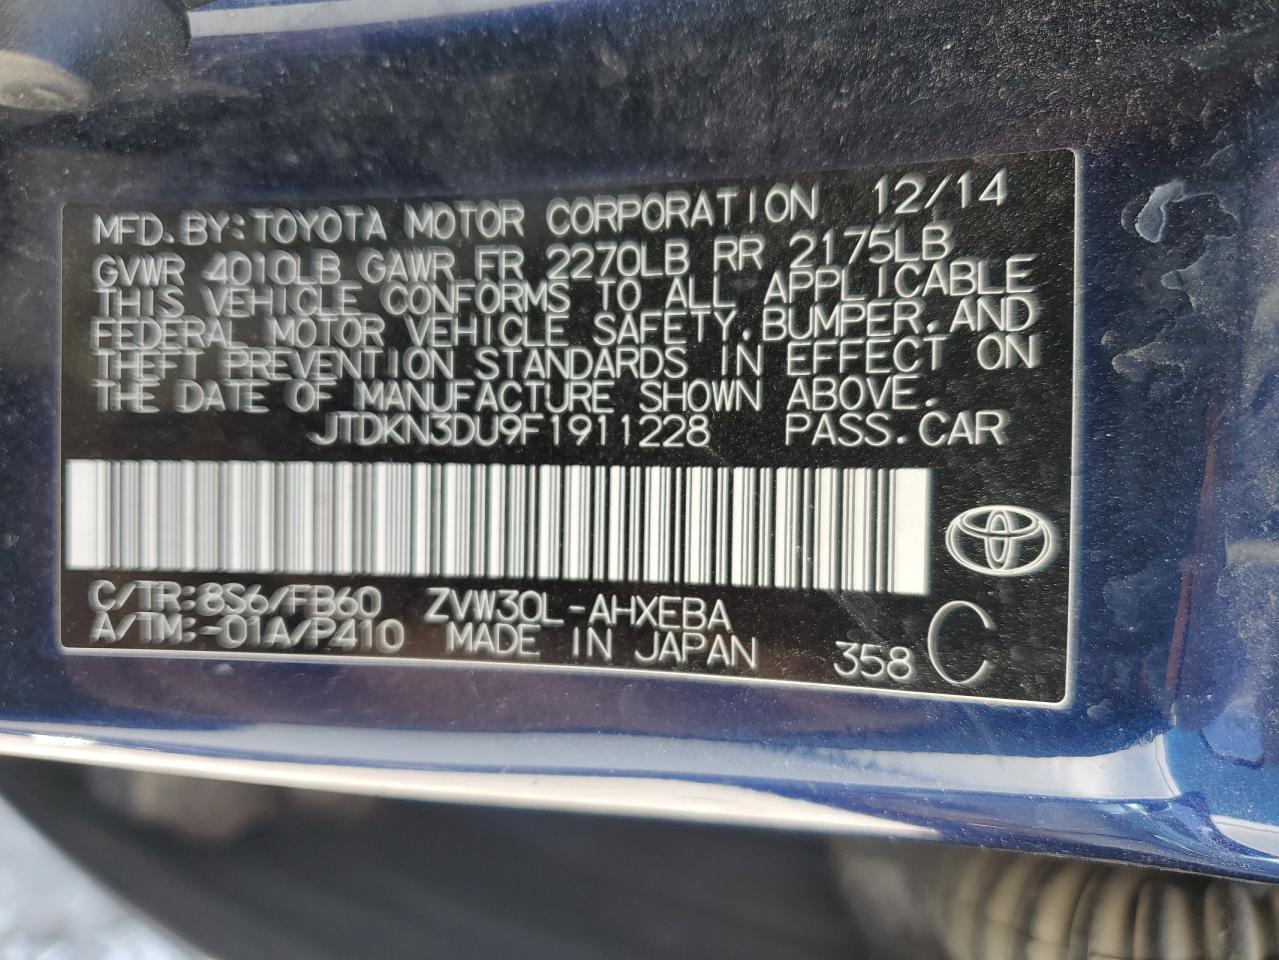 MFD. BY: TOYOTA MOTOR CORPORATION 12/14
GVWR 4010LB GAWR FR 2270LB RR 2175LB
THIS VEHICLE CONFORMS TO ALL APPLICABLE
FEDERAL MOTOR VEHICLE SAFETY, BUMPER, AND
THEFT PREVENTION STANDARDS IN EFFECT ON
THE DATE OF MANUFACTURE SHOWN ABOVE.
JTDKN3DU9F1911228 PASS. CAR
C/TR:8S6/FB60 ZVW30L-AHXEBA
A/TM:-01A/P410 MADE IN JAPAN 358 C